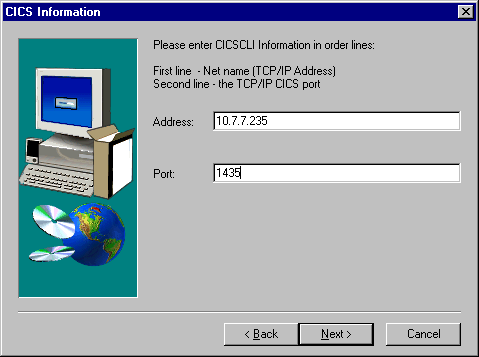 CICS Information
Please enter CICSCLI Information in order lines:
First line - Net name (TCP/IP Address)
Second line - the TCP/IP CICS port
Address:
10.7.7.235
Port:
1435
< Back
Next >
Cancel